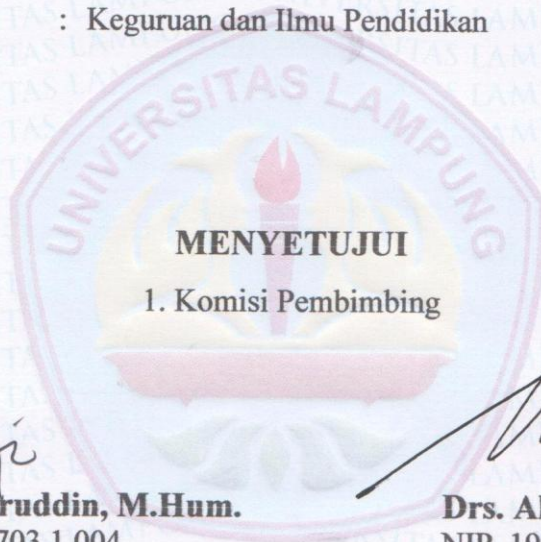 : Keguruan dan Ilmu Pendidikan
UNIVERSITAS LAMPUNG
MENYETUJUI
1. Komisi Pembimbing
ruddin, M.Hum.
Drs. Al
703 1 004
NIP 19